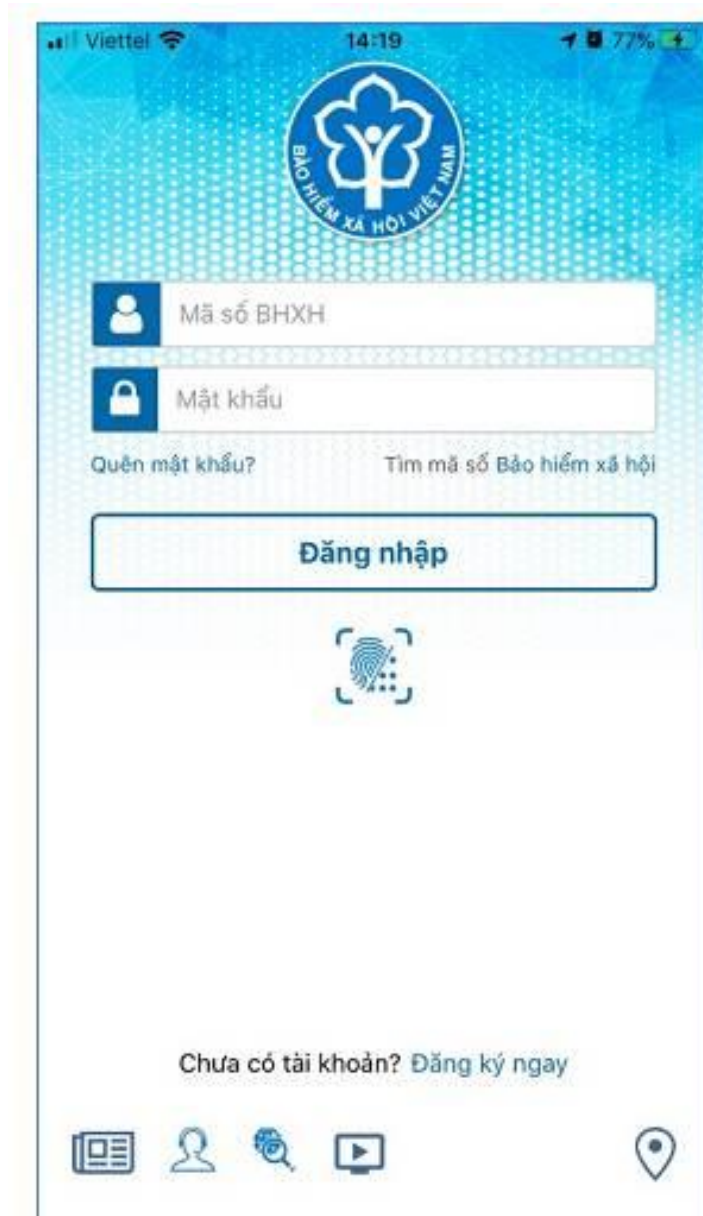 Viettel 14:19 77%
BẢO HIỂM XÃ HỘI VIỆT NAM
Mã số BHXH
Mật khẩu
Quên mật khẩu? Tìm mã số Bảo hiểm xã hội
Đăng nhập
Chưa có tài khoản? Đăng ký ngay